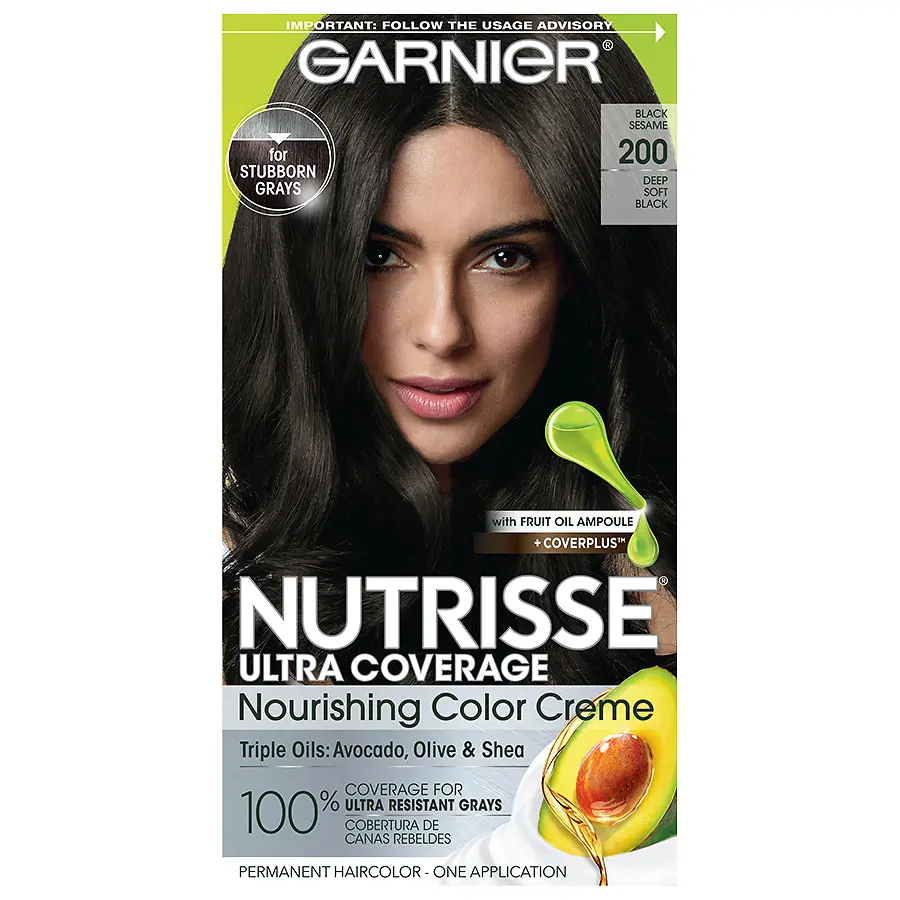 IMPORTANT: FOLLOW THE USAGE ADVISORY
GARNIER®
for
STUBBORN
GRAYS
BLACK
SESAME
200
DEEP
SOFT
BLACK
with FRUIT OIL AMPOULE
+ COVERPLUS™
NUTRISSE®
ULTRA COVERAGE
Nourishing Color Creme
Triple Oils: Avocado, Olive & Shea
100% COVERAGE FOR
ULTRA RESISTANT GRAYS
COBERTURA DE
CANAS REBELDES
PERMANENT HAIRCOLOR - ONE APPLICATION